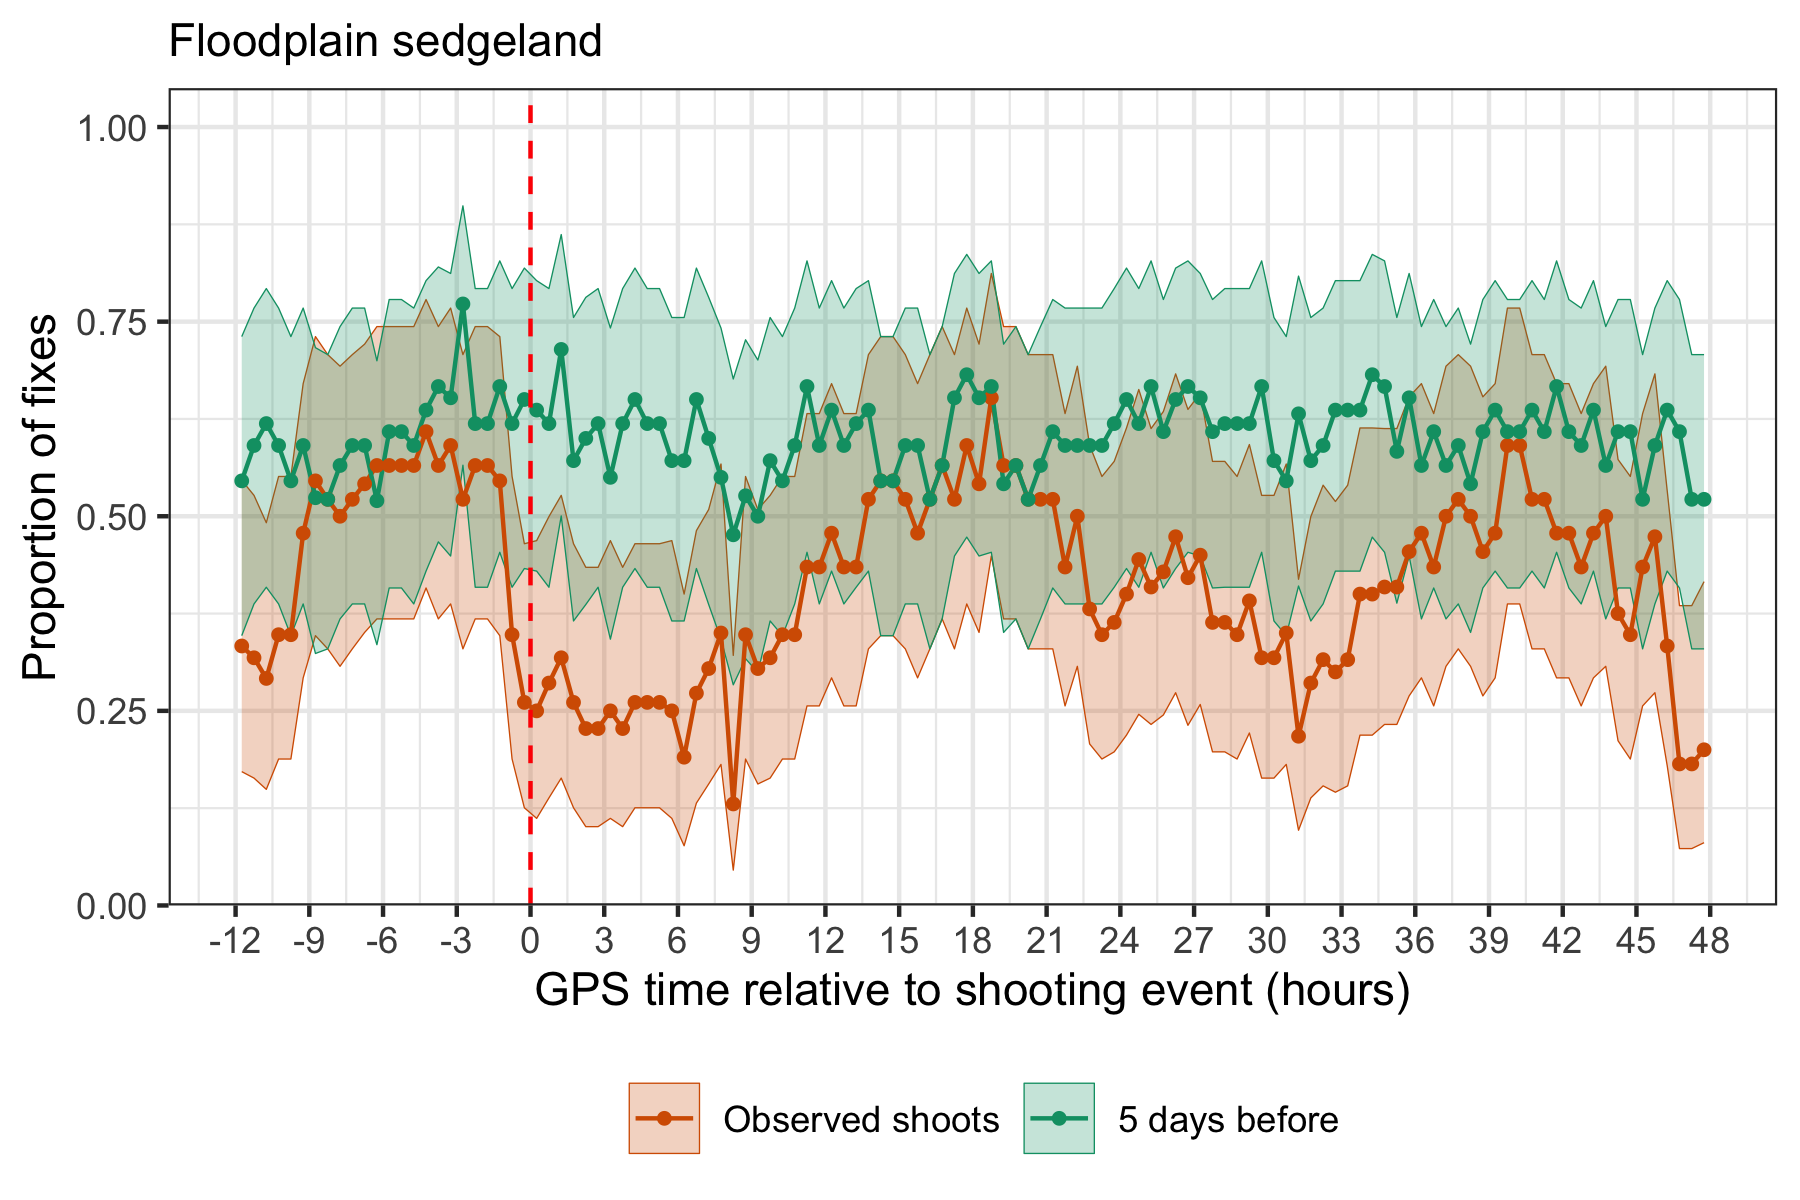 Floodplain sedgeland
Proportion of fixes
1.00
0.75
0.50
0.25
0.00
-12 -9 -6 -3 0 3 6 9 12 15 18 21 24 27 30 33 36 39 42 45 48
GPS time relative to shooting event (hours)
Observed shoots 5 days before